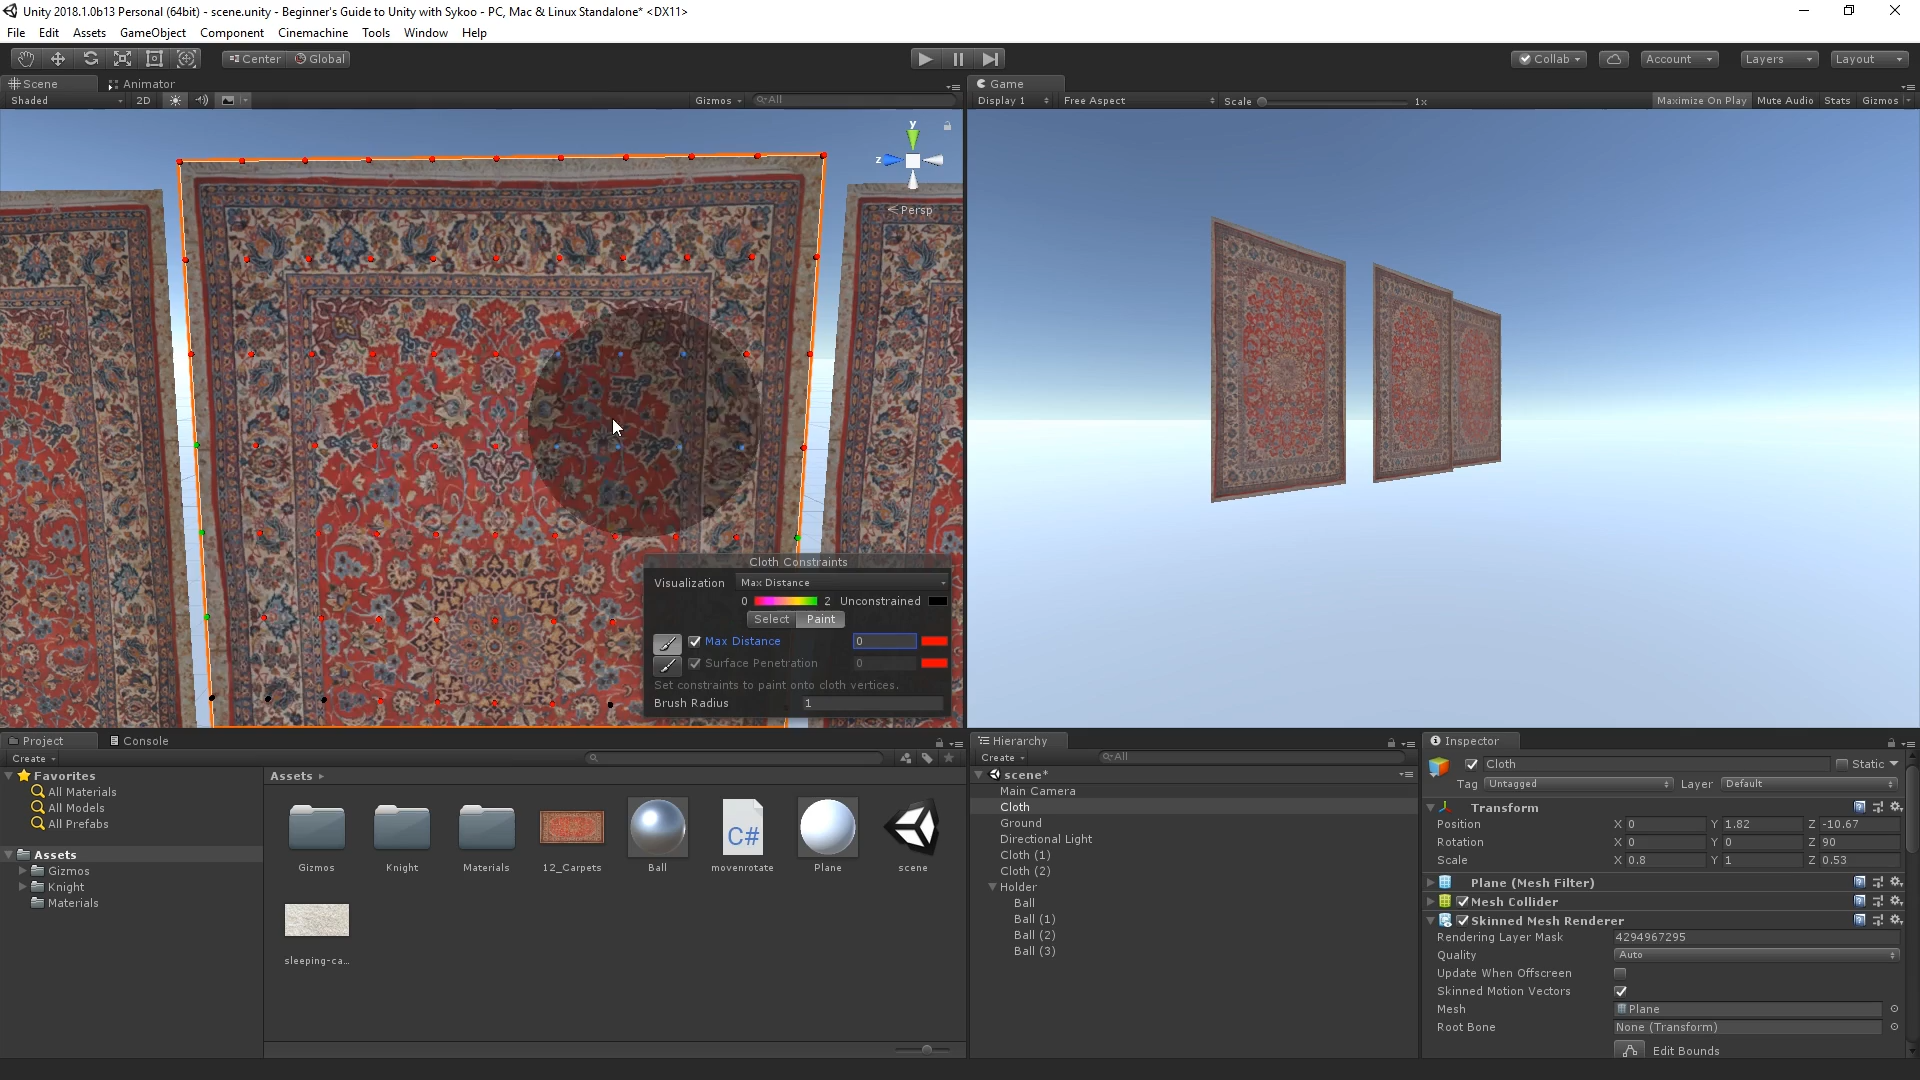 Unity 2018.1.0b13 Personal (64bit) - scene.unity - Beginner's Guide to Unity with Sykoo - PC, Mac & Linux Standalone* <DX11>
File Edit Assets GameObject Component Cinemachine Tools Window Help
Center Global Collab Account Layers Layout
Scene Animator
Shaded 2D Gizmos All
Game
Display 1 Free Aspect Scale 1x Maximize On Play Mute Audio Stats Gizmos
y
z
Persp
Cloth Constraints
Visualization Max Distance
0 2 Unconstrained
Select Paint
Max Distance 0
Surface Penetration 0
Set constraints to paint onto cloth vertices.
Brush Radius 1
Project Console
Create
Favorites
All Materials
All Models
All Prefabs
Assets
Gizmos
Knight
Materials
Assets
Gizmos Knight Materials 12_Carpets Ball movenrotate Plane scene
C#
sleeping-ca...
Hierarchy
Create All
scene*
Main Camera
Cloth
Ground
Directional Light
Cloth (1)
Cloth (2)
Holder
Ball
Ball (1)
Ball (2)
Ball (3)
Inspector
Cloth Static
Tag Untagged Layer Default
Transform
Position X 0 Y 1.82 Z -10.67
Rotation X 0 Y 0 Z 90
Scale X 0.8 Y 1 Z 0.53
Plane (Mesh Filter)
Mesh Collider
Skinned Mesh Renderer
Rendering Layer Mask 4294967295
Quality Auto
Update When Offscreen
Skinned Motion Vectors
Mesh Plane
Root Bone None (Transform)
Edit Bounds